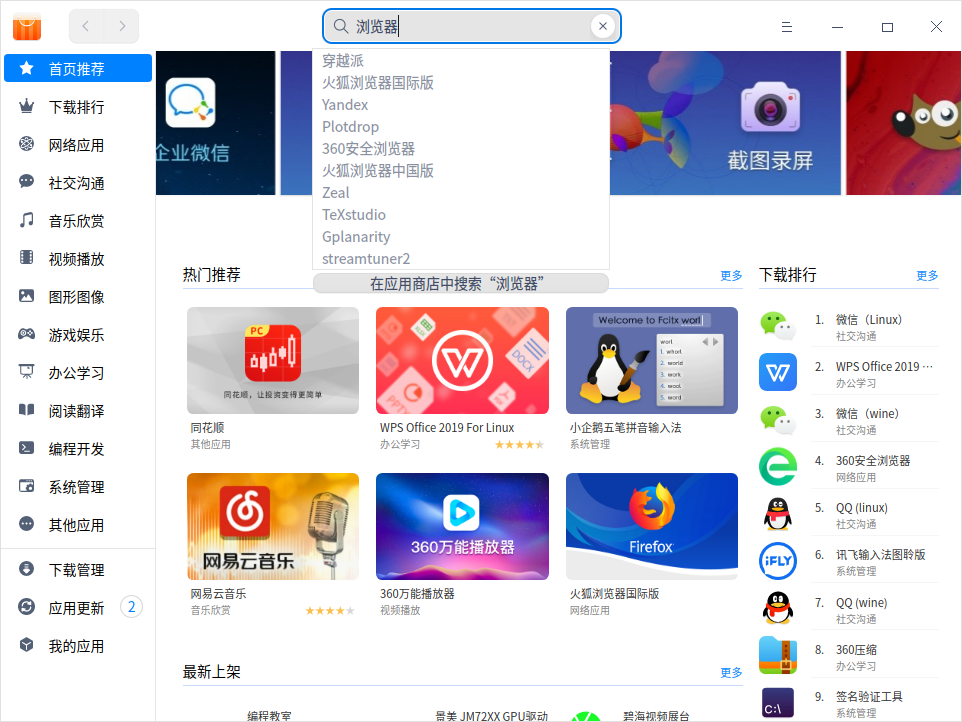 浏览器
首页推荐
下载排行
网络应用
社交沟通
音乐欣赏
视频播放
图形图像
游戏娱乐
办公学习
阅读翻译
编程开发
系统管理
其他应用
下载管理
应用更新 2
我的应用
企业微信
截图录屏
穿越派
火狐浏览器国际版
Yandex
Plotdrop
360安全浏览器
火狐浏览器中国版
Zeal
TeXstudio
Gplanarity
streamtuner2
在应用商店中搜索“浏览器”
热门推荐 更多
PC
同花顺，让投资变得更简单
同花顺
其他应用
W
DOCX
PPTX
WPS Office 2019 For Linux
办公学习
Welcome to Fcitx worl
worl
1. whorl
2. world
3. work
4. wool
5. word
小企鹅五笔拼音输入法
系统管理
网易云音乐
网易云音乐
音乐欣赏
360万能播放器
360万能播放器
视频播放
Firefox
火狐浏览器国际版
网络应用
最新上架 更多
编程教室
景美 JM72XX GPU驱动
碧海视频展台
下载排行 更多
1. 微信（Linux）
社交沟通
W
2. WPS Office 2019 ···
办公学习
3. 微信（wine）
社交沟通
4. 360安全浏览器
网络应用
5. QQ (linux)
社交沟通
iFLY
6. 讯飞输入法图聆版
系统管理
7. QQ (wine)
社交沟通
8. 360压缩
办公学习
C:\
9. 签名验证工具
系统管理